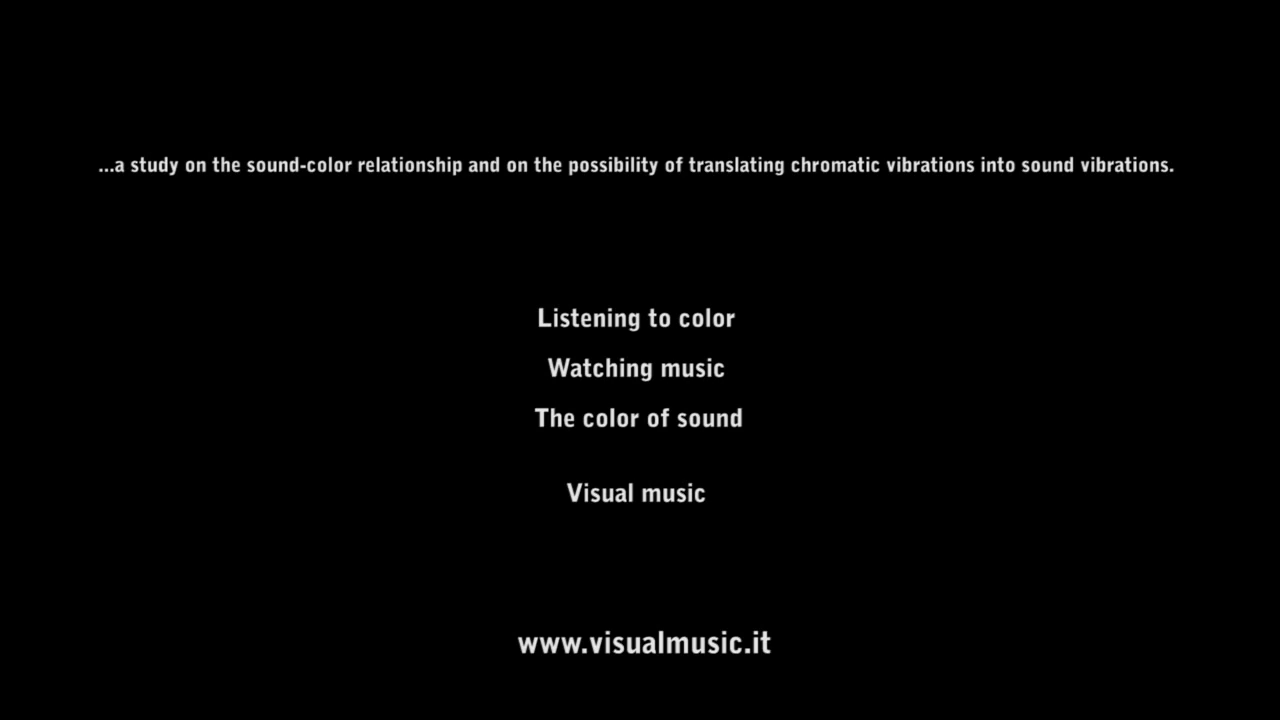 ...a study on the sound-color relationship and on the possibility of translating chromatic vibrations into sound vibrations.
Listening to color
Watching music
The color of sound
Visual music
www.visualmusic.it